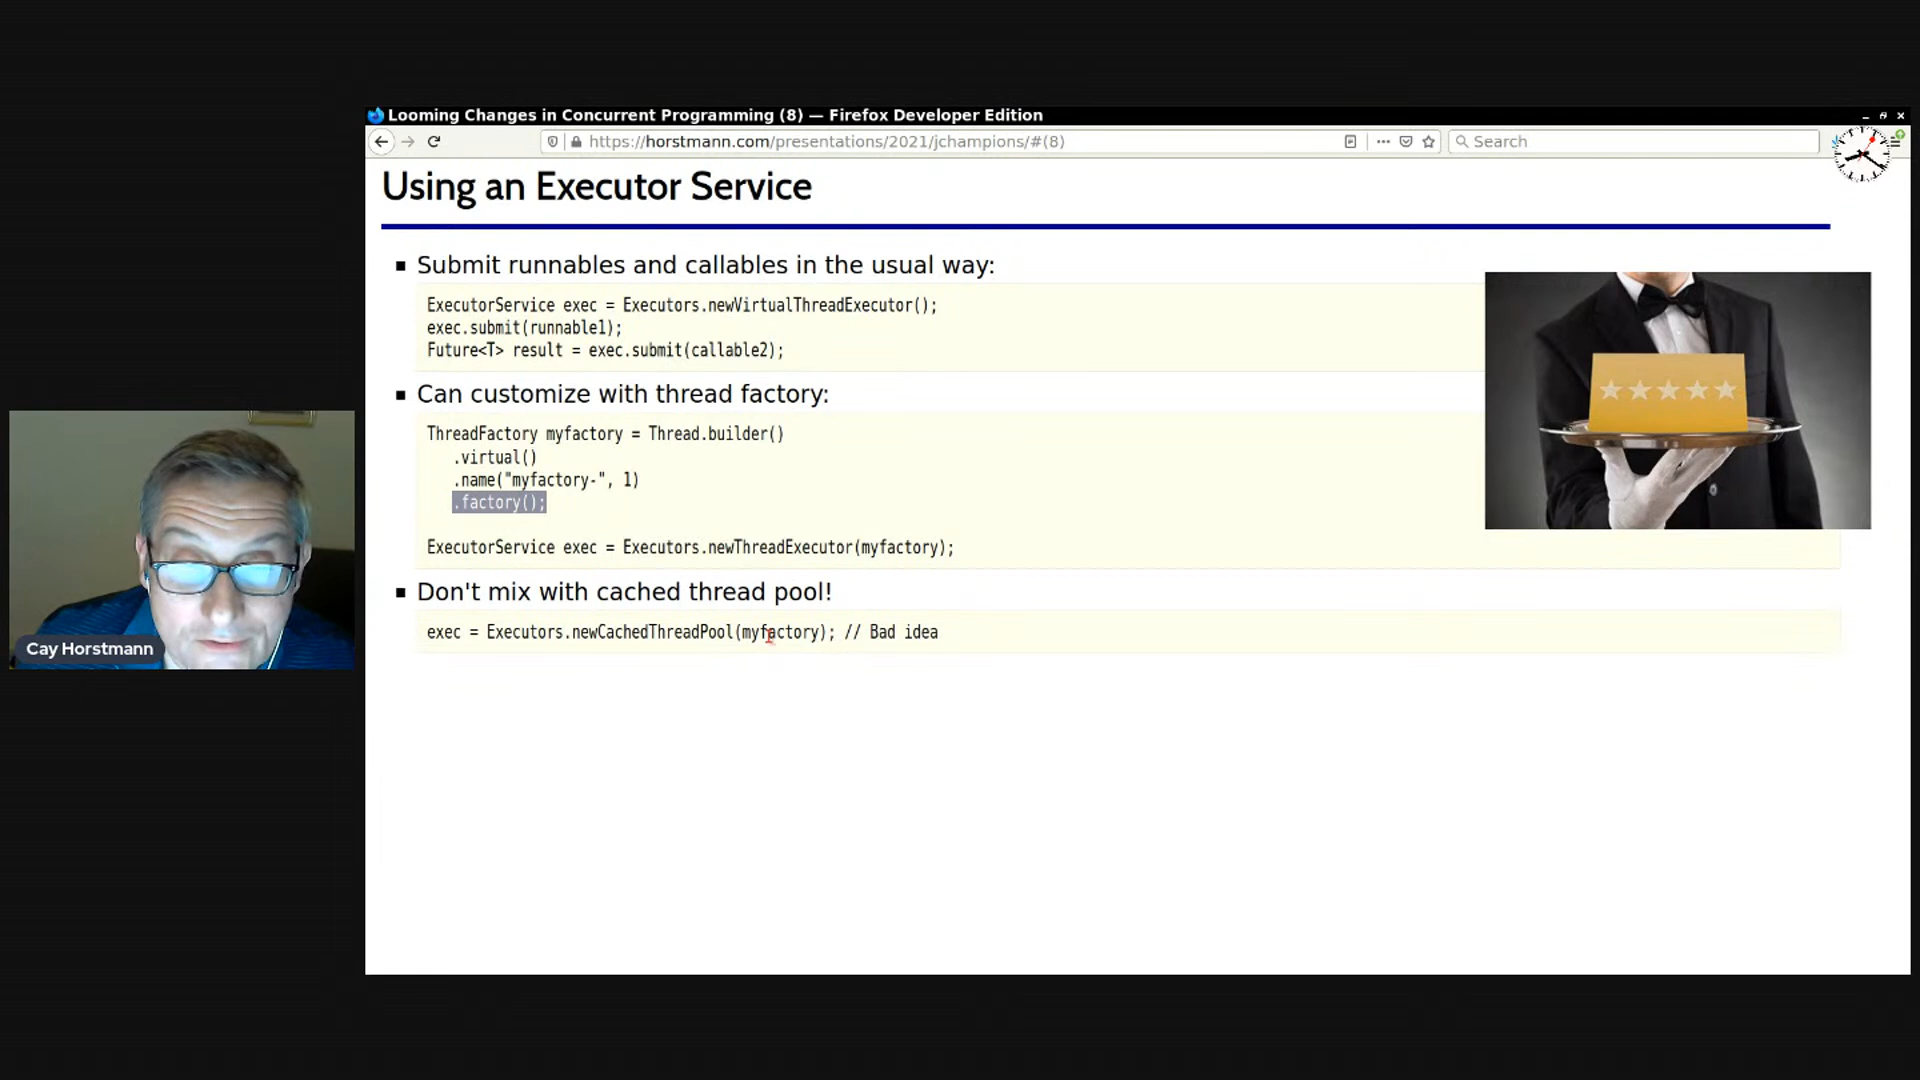 Looming Changes in Concurrent Programming (8) — Firefox Developer Edition
https://horstmann.com/presentations/2021/jchampions/#(8)
Search
Using an Executor Service
Submit runnables and callables in the usual way:
ExecutorService exec = Executors.newVirtualThreadExecutor();
exec.submit(runnable1);
Future<T> result = exec.submit(callable2);
Can customize with thread factory:
ThreadFactory myfactory = Thread.builder()
.virtual()
.name("myfactory-", 1)
.factory();
ExecutorService exec = Executors.newThreadExecutor(myfactory);
Don't mix with cached thread pool!
exec = Executors.newCachedThreadPool(myfactory); // Bad idea
Cay Horstmann